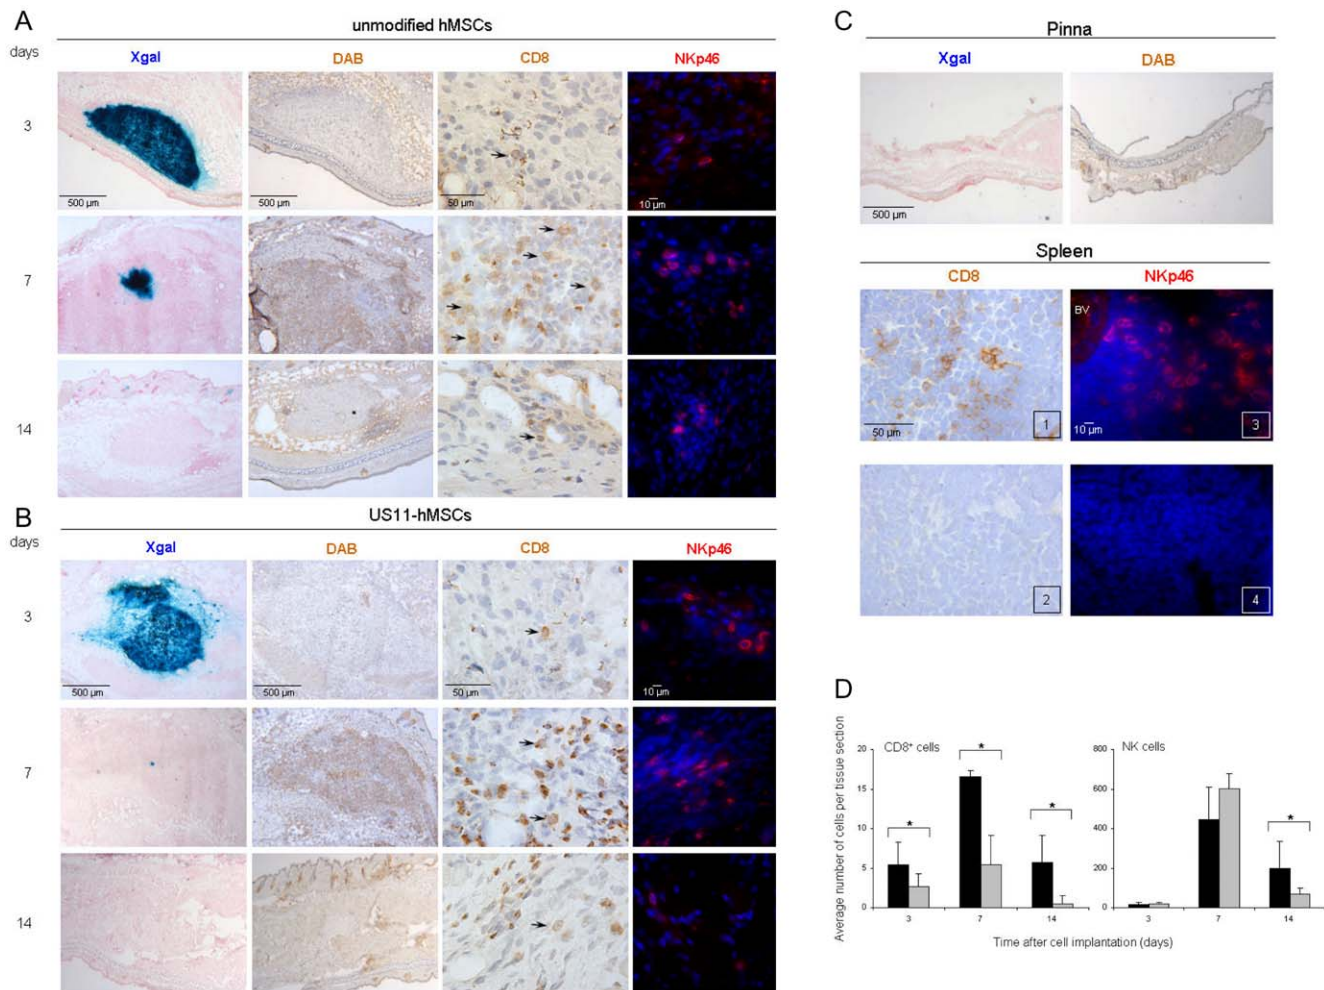 A
unmodified hMSCs
days
Xgal
DAB
CD8
NKp46
3
500 µm
500 µm
50 µm
10 µm
7
14
B
US11-hMSCs
days
Xgal
DAB
CD8
NKp46
3
500 µm
500 µm
50 µm
10 µm
7
14
C
Pinna
Xgal
DAB
500 µm
Spleen
CD8
NKp46
BV
50 µm
1
10 µm
3
2
4
D
Average number of cells per tissue section
CD8+ cells
20
15
10
5
0
*
*
*
3
7
14
NK cells
800
600
400
200
0
*
3
7
14
Time after cell implantation (days)